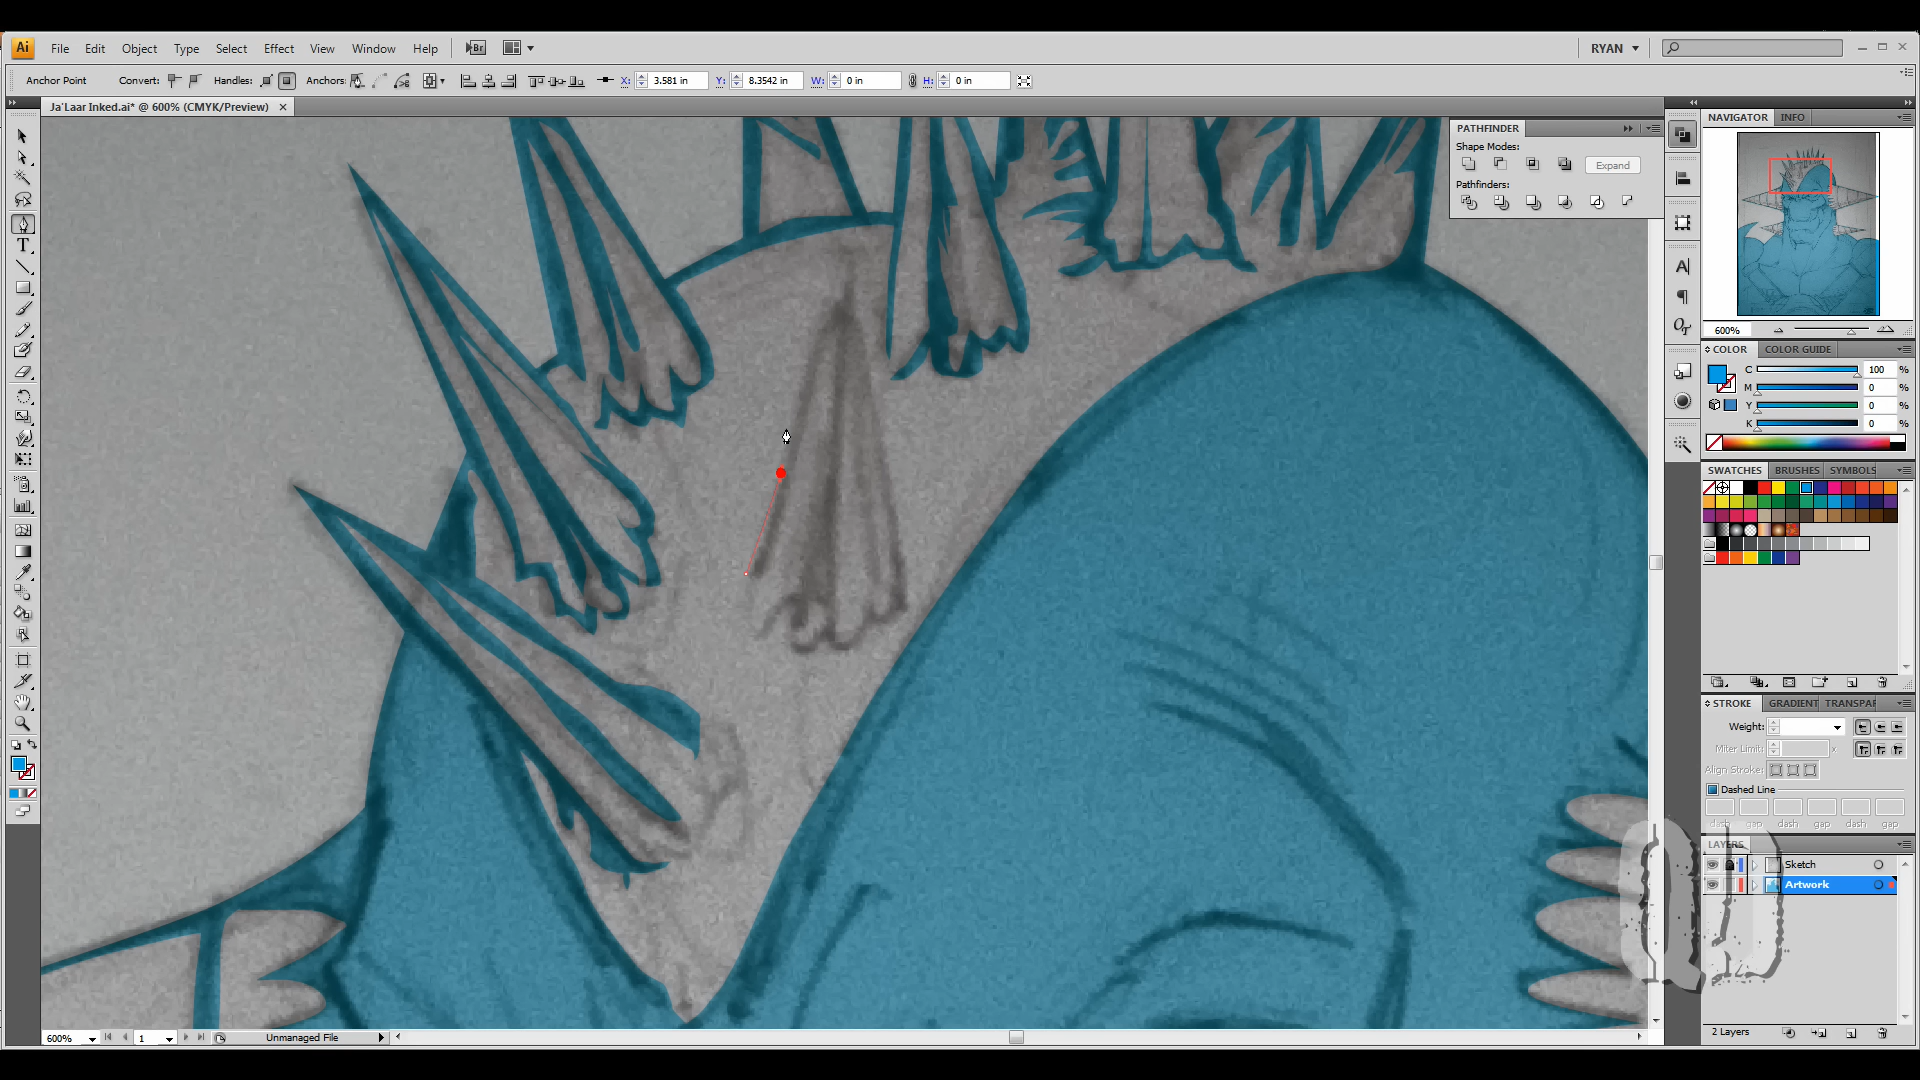 Ai File Edit Object Type Select Effect View Window Help Br RYAN
Anchor Point Convert: Handles: Anchors: X: 3.581 in Y: 8.3542 in W: 0 in H: 0 in
Ja'Laar Inked.ai* @ 600% (CMYK/Preview)
PATHFINDER
Shape Modes:
Expand
Pathfinders:
NAVIGATOR INFO
600%
COLOR COLOR GUIDE
C 100 %
M 0 %
Y 0 %
K 0 %
SWATCHES BRUSHES SYMBOLS
STROKE GRADIENT TRANSPAR
Weight:
Miter Limit: x
Align Stroke:
Dashed Line
dash gap dash gap dash gap
LAYERS
Sketch
Artwork
QD
2 Layers
600% 1 Unmanaged File